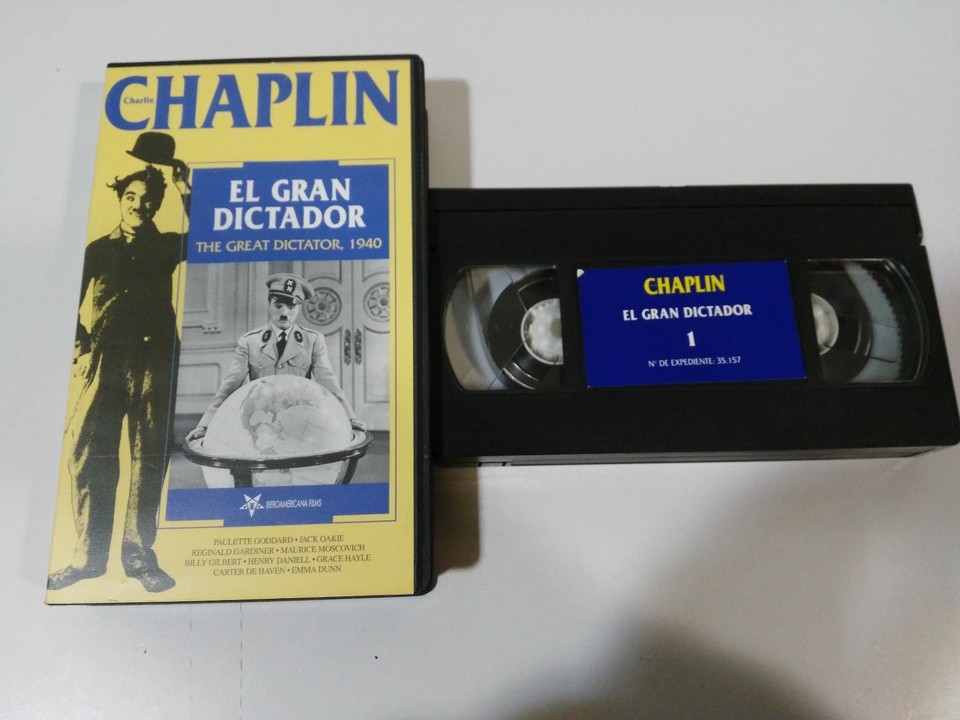 Charlie
CHAPLIN
EL GRAN
DICTADOR
THE GREAT DICTATOR, 1940
IBEROAMERICANA FILMS
PAULETTE GODDARD • JACK OAKIE
REGINALD GARDINER • MAURICE MOSCOVICH
BILLY GILBERT • HENRY DANIELL • GRACE HAYLE
CARTER DE HAVEN • EMMA DUNN
CHAPLIN
EL GRAN DICTADOR
1
Nº DE EXPEDIENTE: 35.157